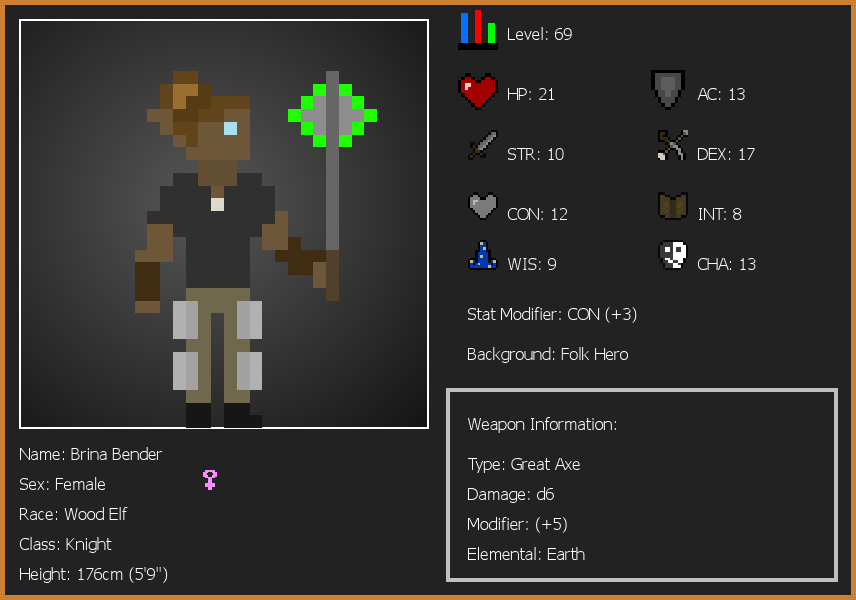 Level: 69
HP: 21
AC: 13
STR: 10
DEX: 17
CON: 12
INT: 8
WIS: 9
CHA: 13
Stat Modifier: CON (+3)
Background: Folk Hero
Weapon Information:
Type: Great Axe
Damage: d6
Modifier: (+5)
Elemental: Earth
Name: Brina Bender
Sex: Female
Race: Wood Elf
Class: Knight
Height: 176cm (5'9")